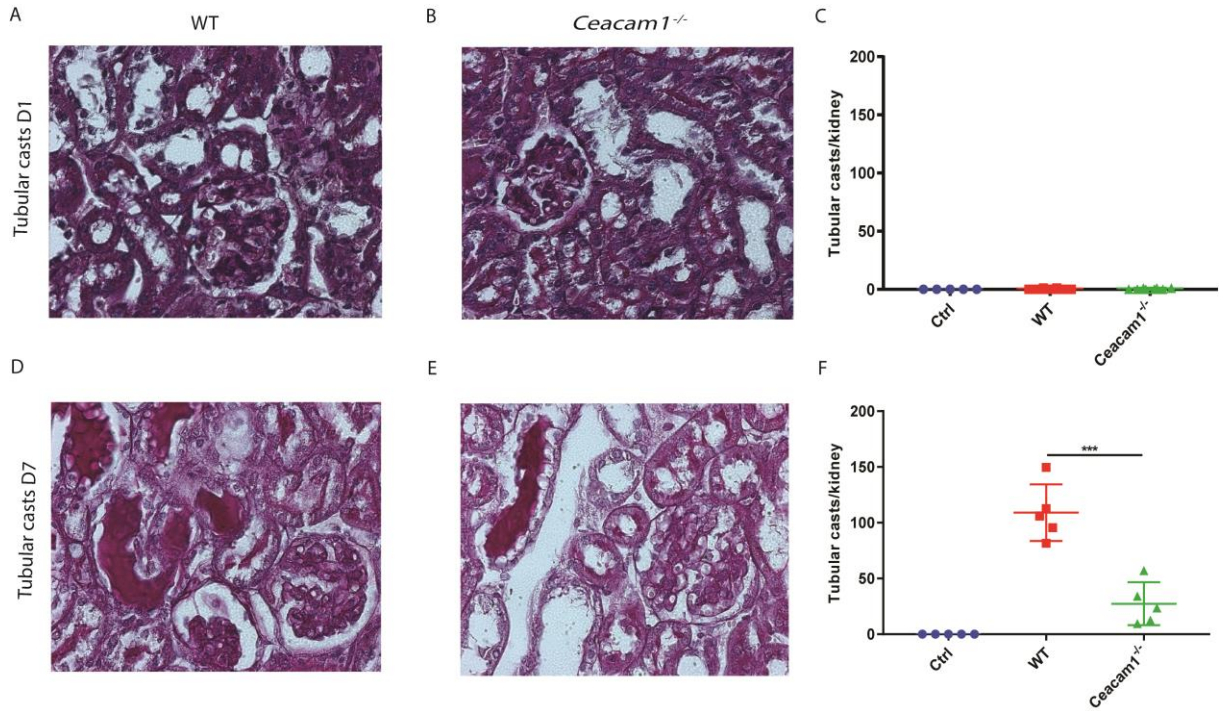 A
WT
B
Ceacam1-/-
C
Tubular casts D1
Tubular casts/kidney
200
150
100
50
0
Ctrl
WT
Ceacam1-/-
D
E
F
Tubular casts D7
Tubular casts/kidney
200
150
100
50
0
***
Ctrl
WT
Ceacam1-/-